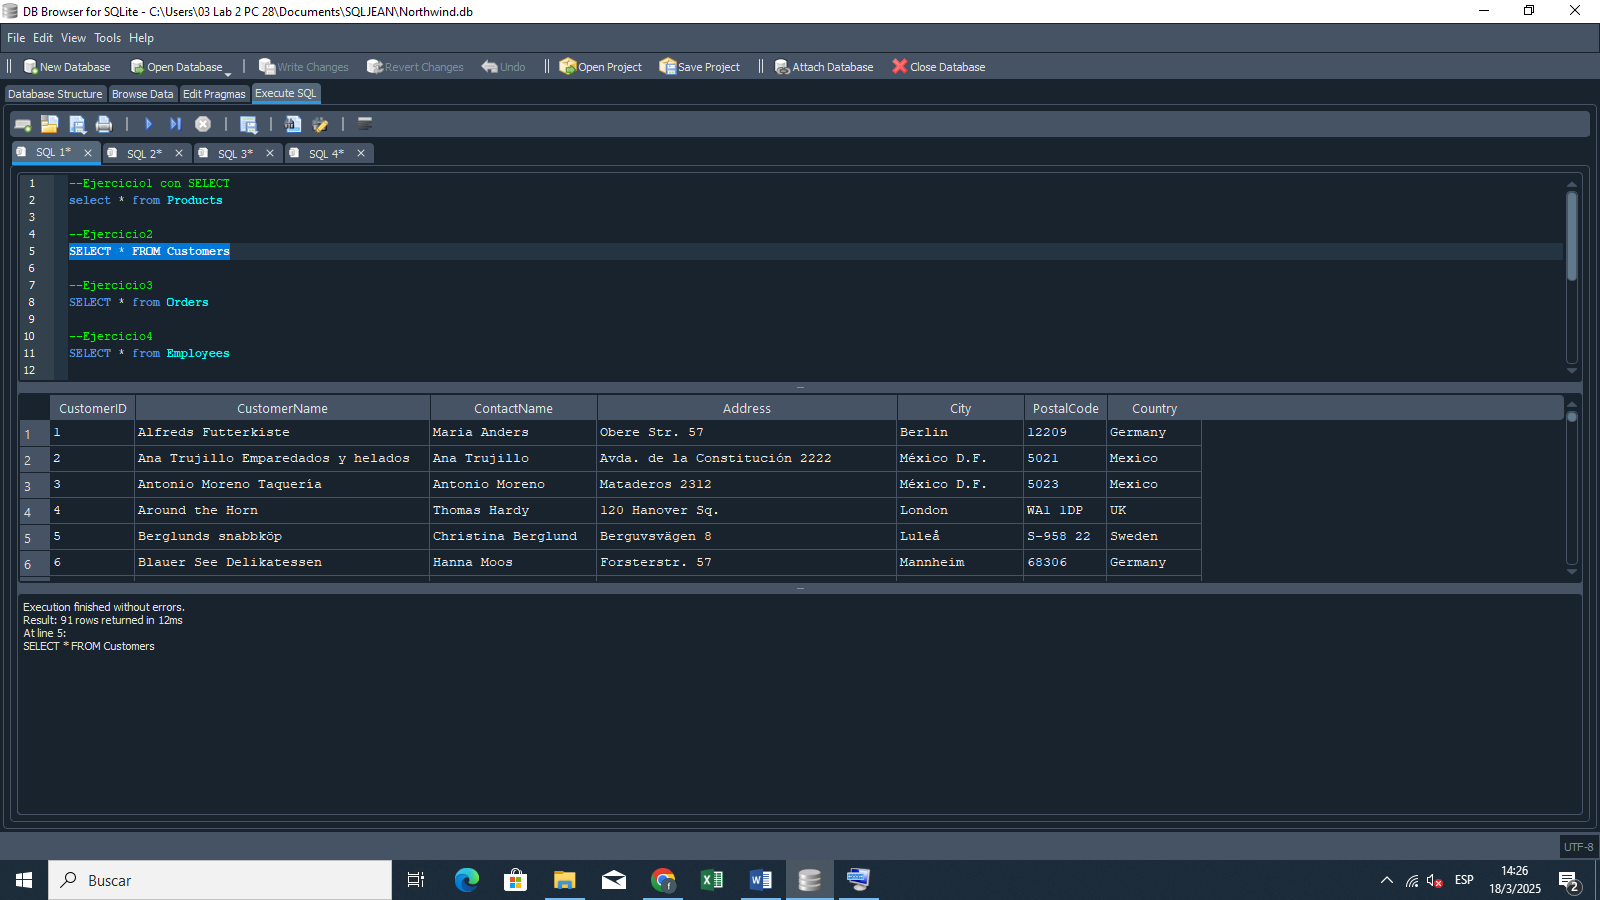 DB Browser for SQLite - C:\Users\03 Lab 2 PC 28\Documents\SQLJEAN\Northwind.db
File Edit View Tools Help
New Database Open Database Write Changes Revert Changes Undo Open Project Save Project Attach Database Close Database
Database Structure Browse Data Edit Pragmas Execute SQL
SQL 1* SQL 2* SQL 3* SQL 4*
1 --Ejercicio1 con SELECT
2 select * from Products
3
4 --Ejercicio2
5 SELECT * FROM Customers
6
7 --Ejercicio3
8 SELECT * from Orders
9
10 --Ejercicio4
11 SELECT * from Employees
12
CustomerID CustomerName ContactName Address City PostalCode Country
1 1 Alfreds Futterkiste Maria Anders Obere Str. 57 Berlin 12209 Germany
2 2 Ana Trujillo Emparedados y helados Ana Trujillo Avda. de la Constitución 2222 México D.F. 5021 Mexico
3 3 Antonio Moreno Taquería Antonio Moreno Mataderos 2312 México D.F. 5023 Mexico
4 4 Around the Horn Thomas Hardy 120 Hanover Sq. London WA1 1DP UK
5 5 Berglunds snabbköp Christina Berglund Berguvsvägen 8 Luleå S-958 22 Sweden
6 6 Blauer See Delikatessen Hanna Moos Forsterstr. 57 Mannheim 68306 Germany
Execution finished without errors.
Result: 91 rows returned in 12ms
At line 5:
SELECT * FROM Customers
UTF-8
Buscar
ESP
14:26
18/3/2025
2